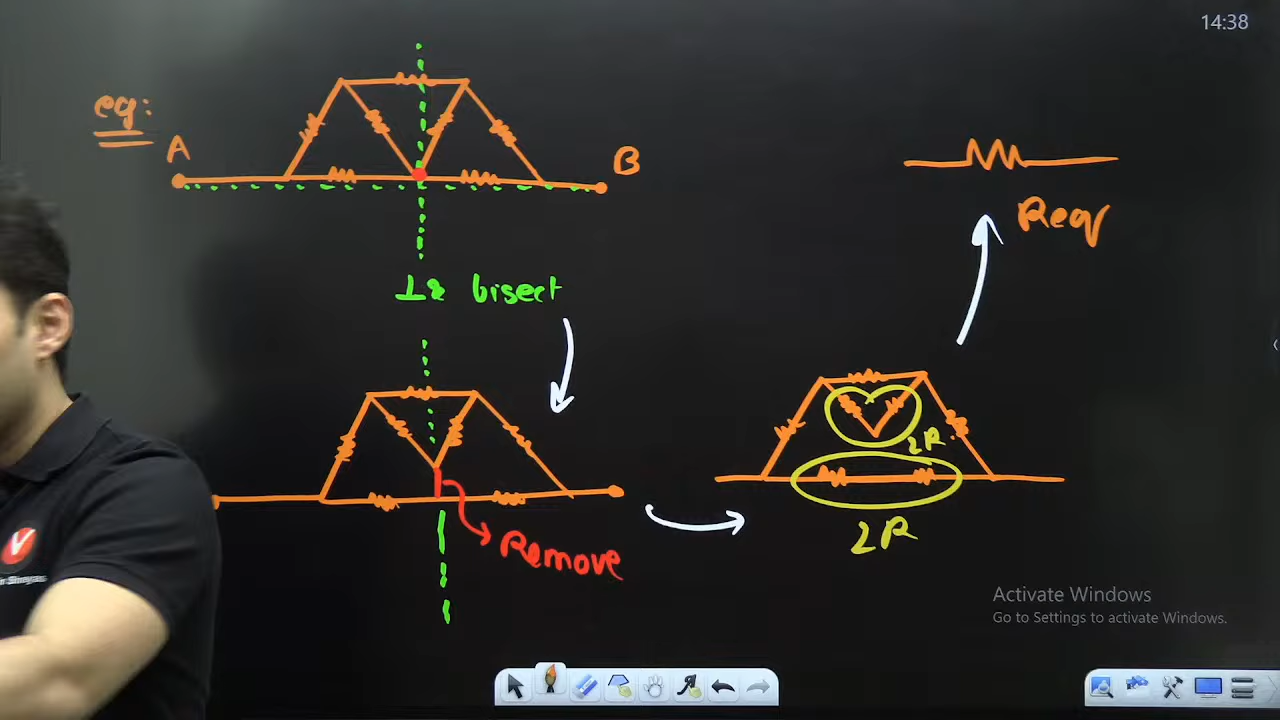 14:38
eg:
A
B
Req
⊥r bisect
Remove
2R
2R
Activate Windows
Go to Settings to activate Windows.
V